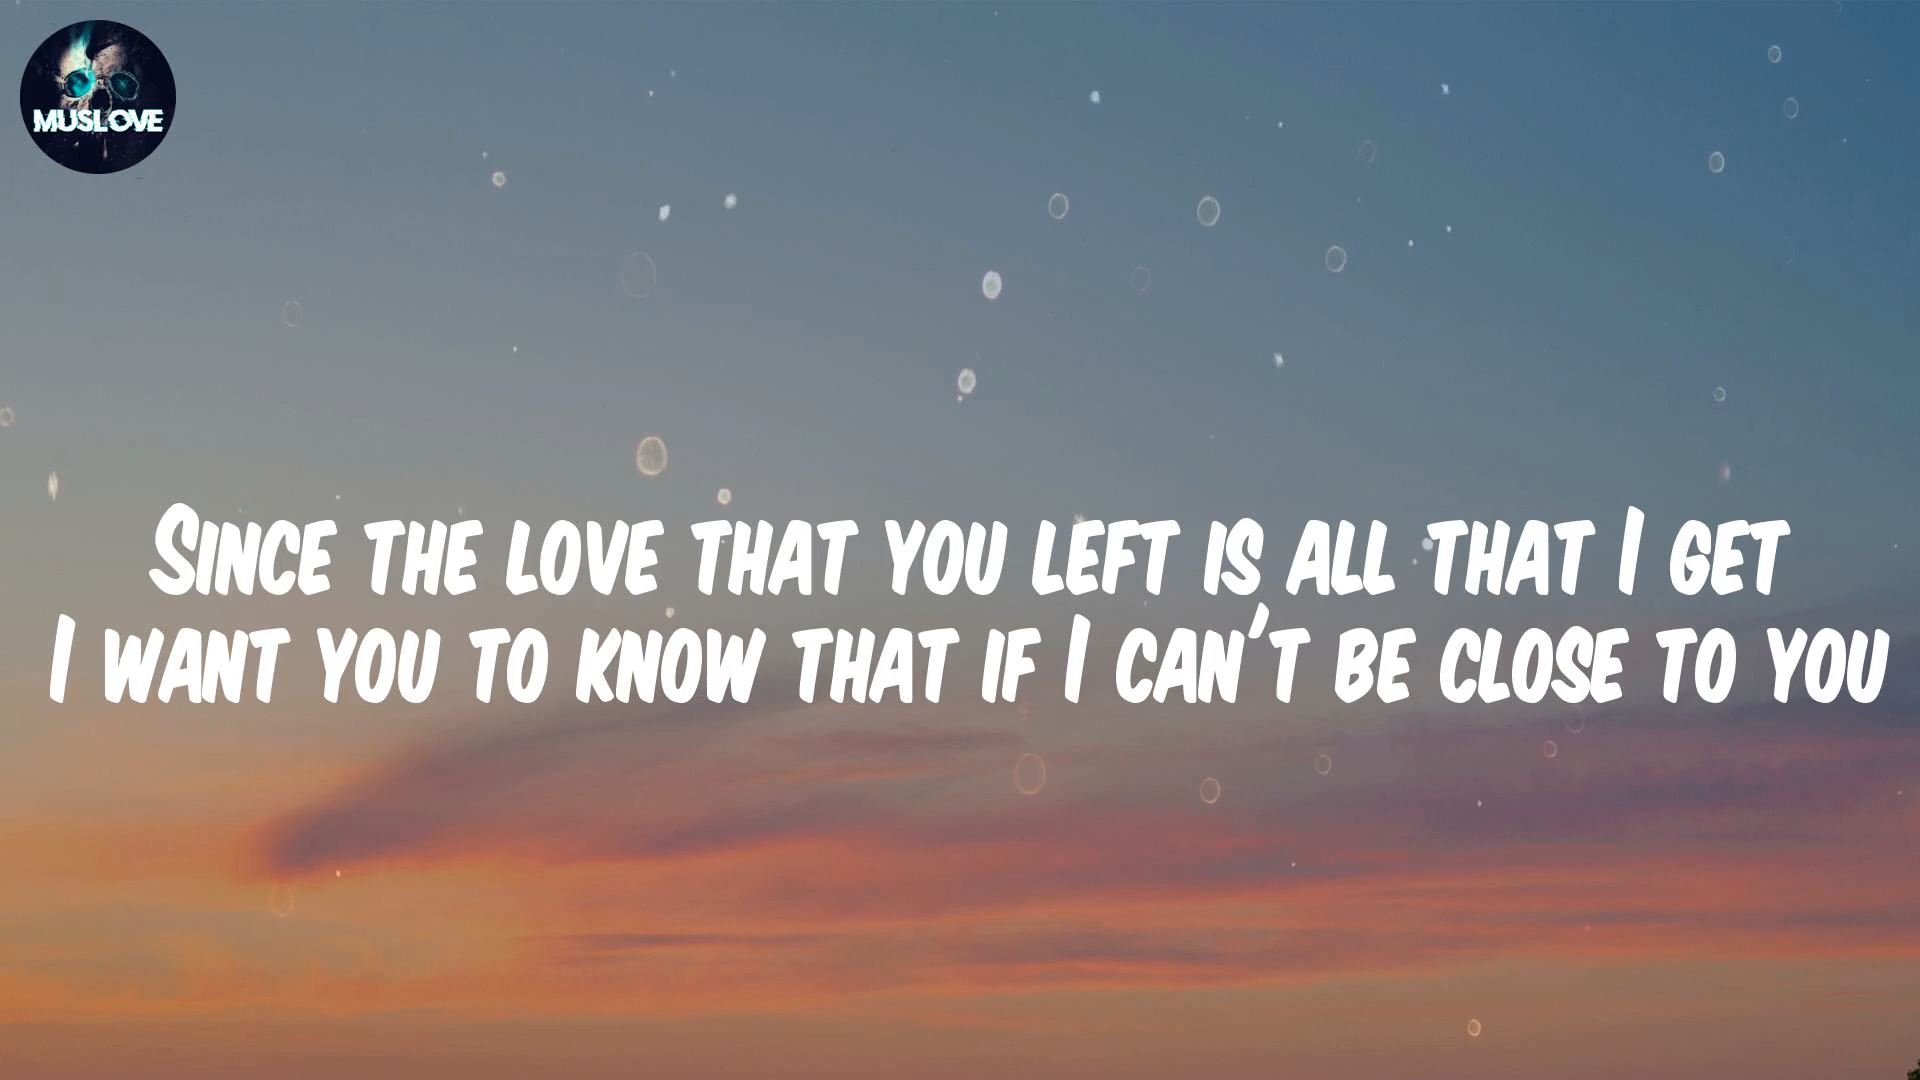 MUSLOVE
Since the love that you left is all that I get
I want you to know that if I can't be close to you